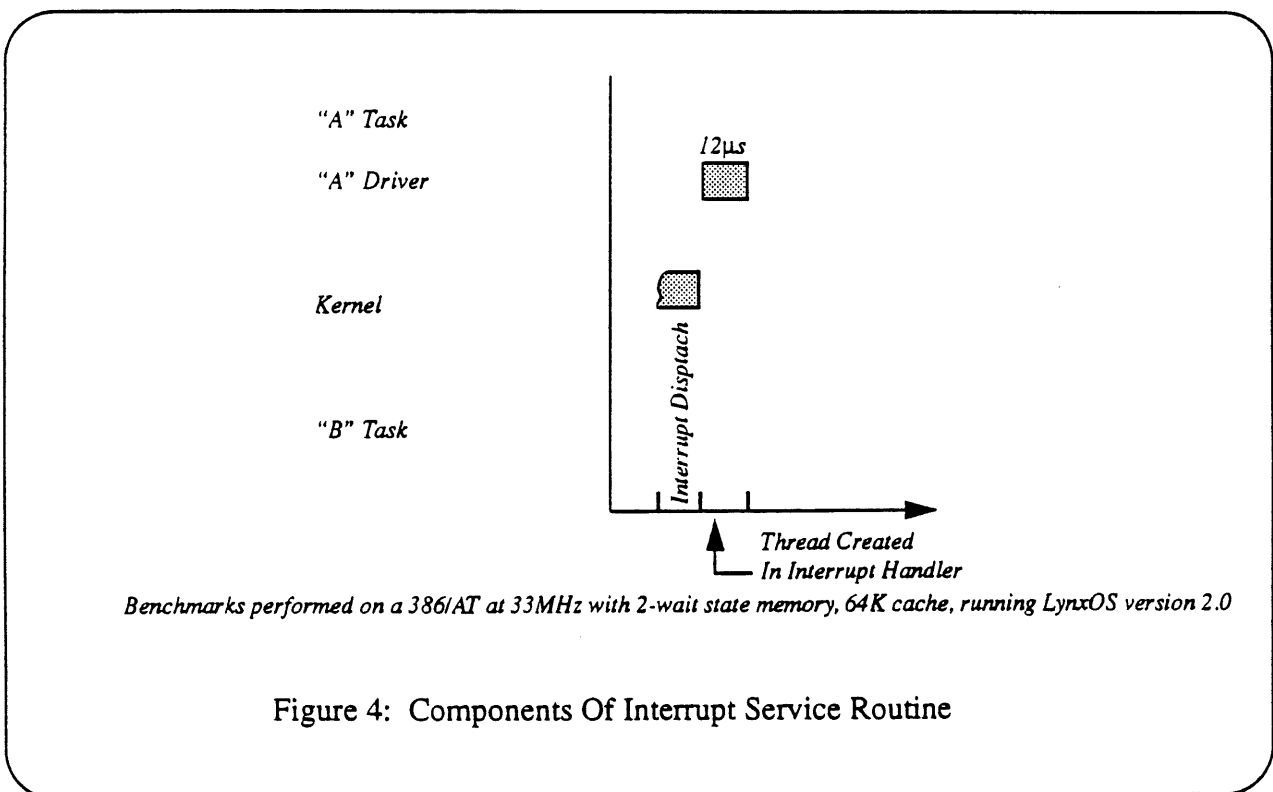 "A" Task
12µs
"A" Driver
Kernel
Interrupt Disptach
"B" Task
Thread Created
In Interrupt Handler
Benchmarks performed on a 386/AT at 33MHz with 2-wait state memory, 64K cache, running LynxOS version 2.0
Figure 4: Components Of Interrupt Service Routine